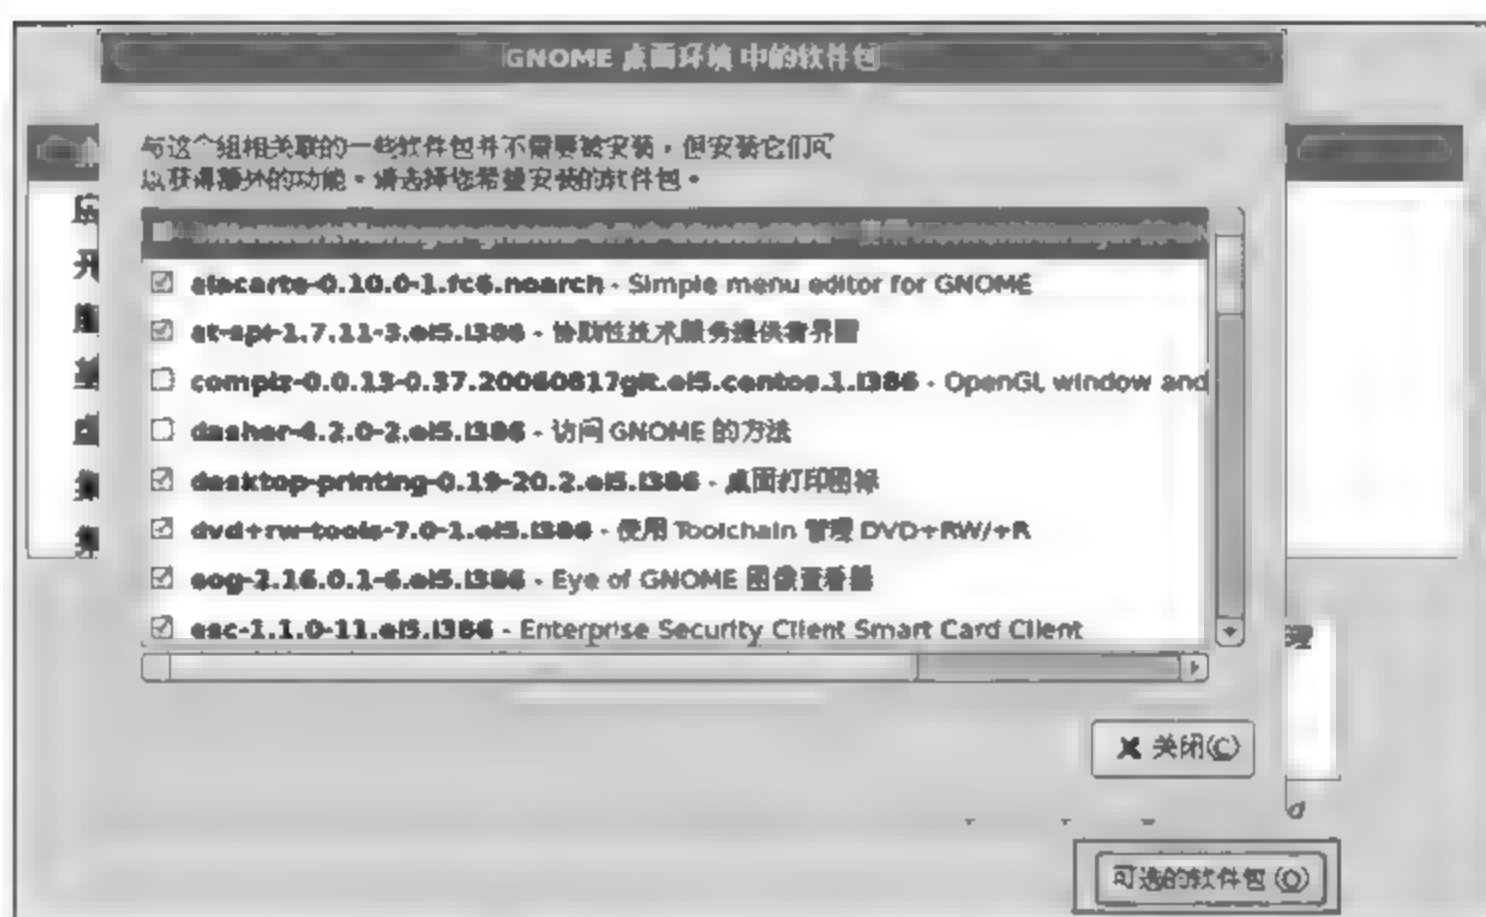 GNOME 桌面环境 中的软件包
与这个组相关联的一些软件包并不需要被安装,但安装它们可
以获得额外的功能。请选择您希望安装的软件包。
alacarte-0.10.0-1.fc6.noarch - Simple menu editor for GNOME
at-spi-1.7.11-3.el5.i386 - 协助性技术服务提供者界面
compiz-0.0.13-0.37.20060817git.el5.centos.1.i386 - OpenGL window and
dasher-4.2.0-2.el5.i386 - 访问 GNOME 的方法
desktop-printing-0.19-20.2.el5.i386 - 桌面打印图标
dvd+rw-tools-7.0-1.el5.i386 - 使用 Toolchain 管理 DVD+RW/+R
eog-2.16.0.1-6.el5.i386 - Eye of GNOME 图像查看器
esc-1.1.0-11.el5.i386 - Enterprise Security Client Smart Card Client
理
关闭(C)
d
可选的软件包(O)